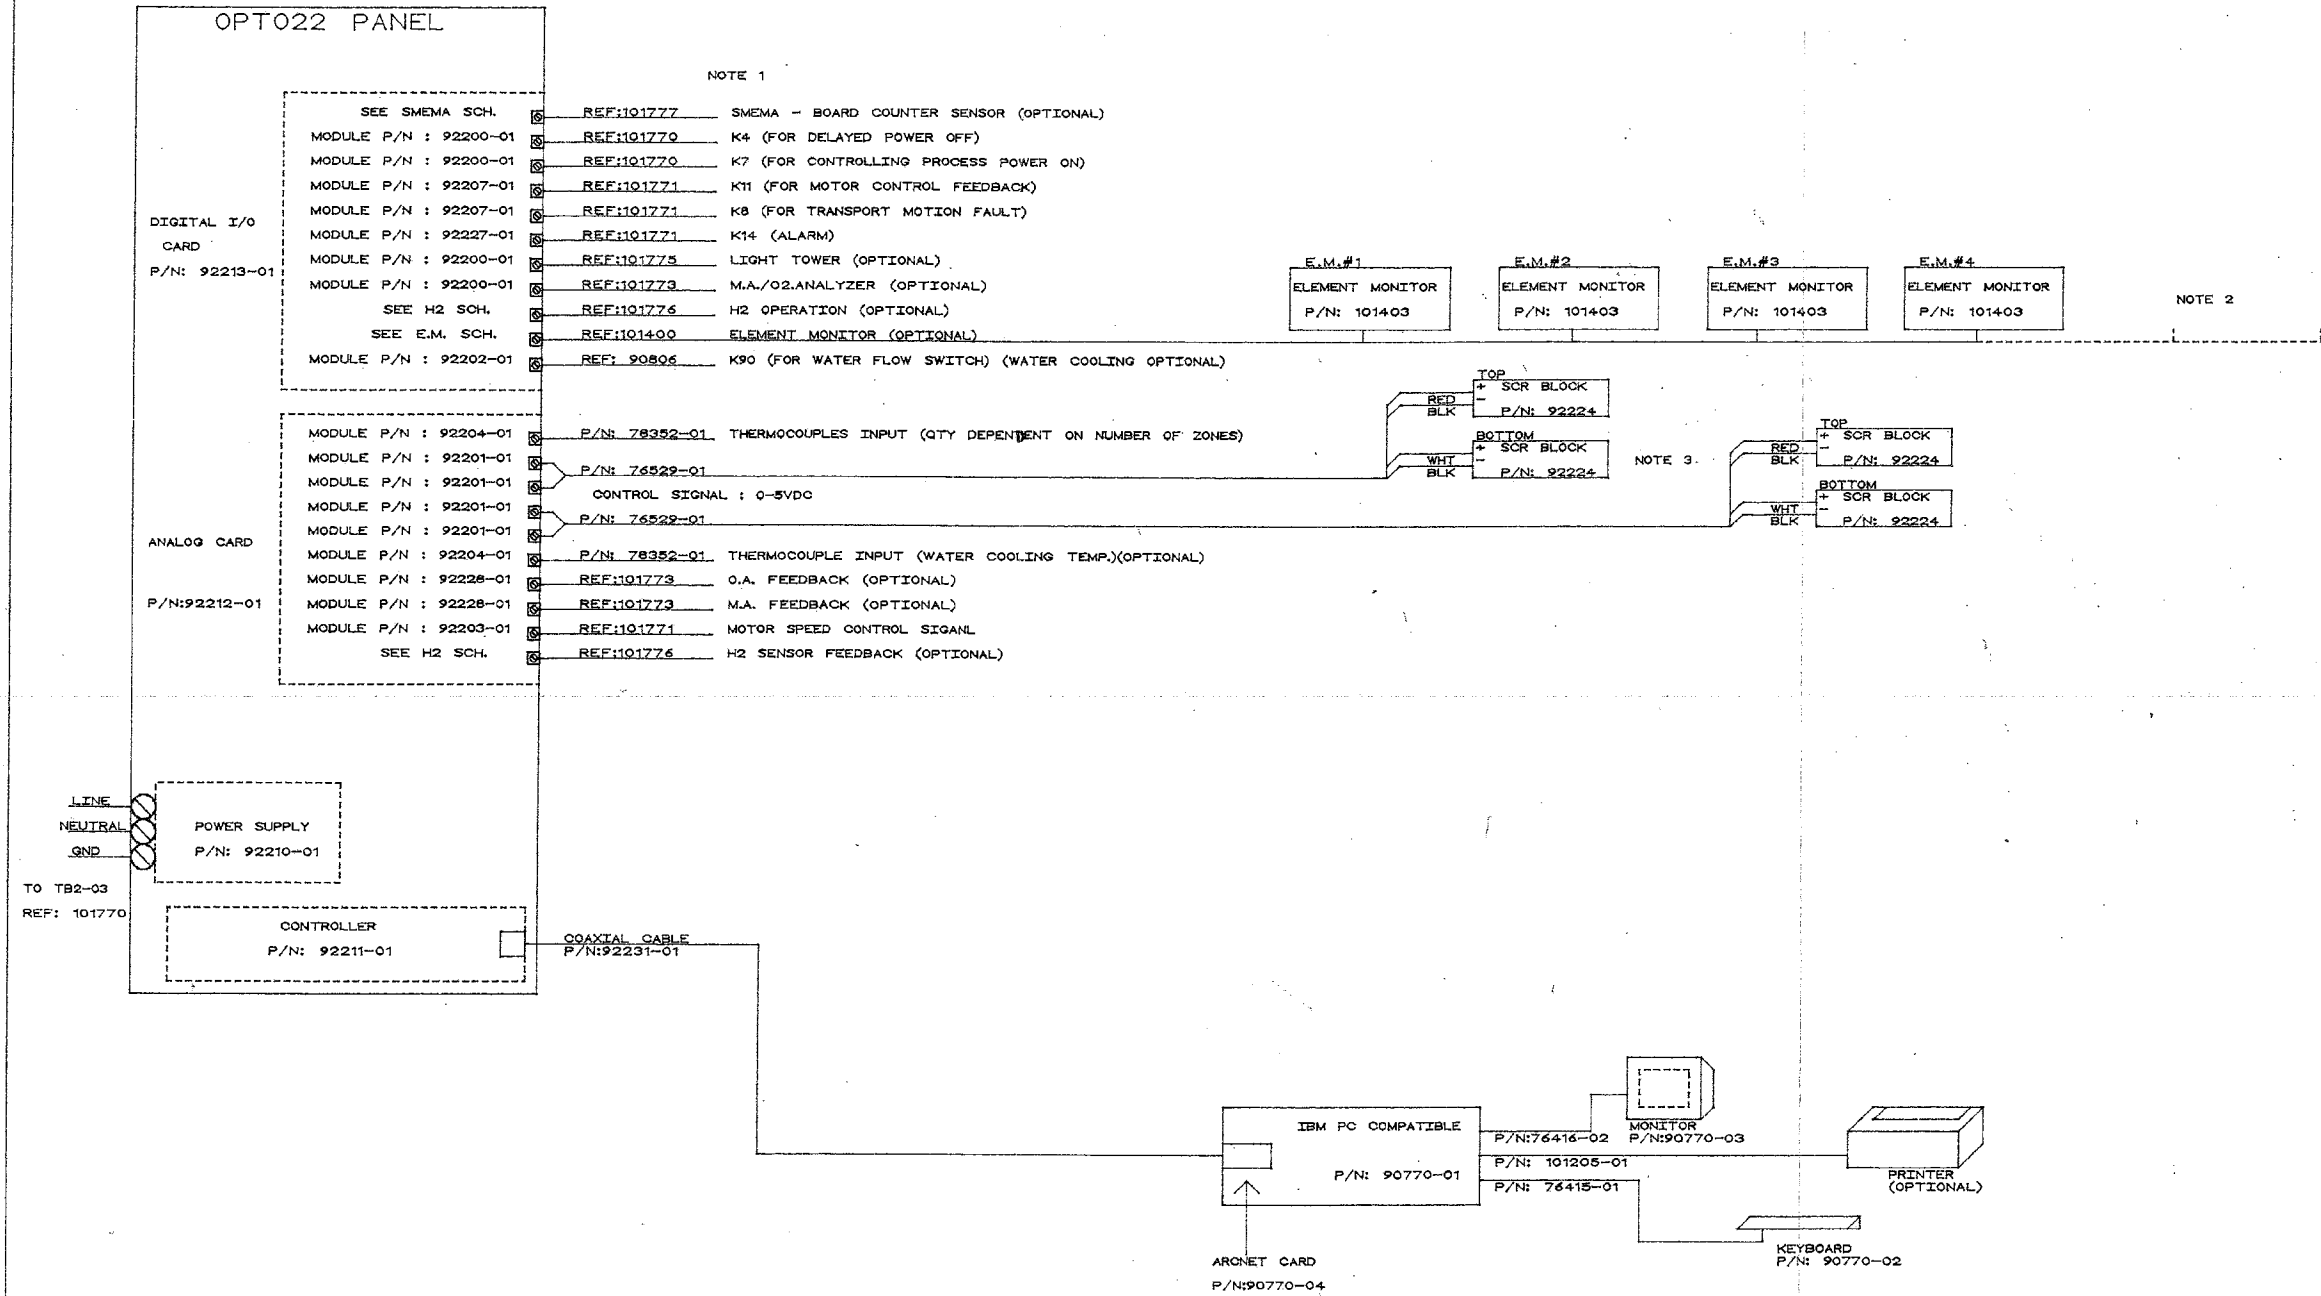 OPTO22 PANEL
NOTE 1
SEE SMEMA SCH. REF:101777 SMEMA - BOARD COUNTER SENSOR (OPTIONAL)
MODULE P/N : 92200-01 REF:101770 K4 (FOR DELAYED POWER OFF)
MODULE P/N : 92200-01 REF:101770 K7 (FOR CONTROLLING PROCESS POWER ON)
MODULE P/N : 92207-01 REF:101771 K11 (FOR MOTOR CONTROL FEEDBACK)
MODULE P/N : 92207-01 REF:101771 K8 (FOR TRANSPORT MOTION FAULT)
MODULE P/N : 92227-01 REF:101771 K14 (ALARM)
MODULE P/N : 92200-01 REF:101775 LIGHT TOWER (OPTIONAL)
MODULE P/N : 92200-01 REF:101773 M.A./O2.ANALYZER (OPTIONAL)
SEE H2 SCH. REF:101776 H2 OPERATION (OPTIONAL)
SEE E.M. SCH. REF:101400 ELEMENT MONITOR (OPTIONAL)
MODULE P/N : 92202-01 REF: 90806 K90 (FOR WATER FLOW SWITCH) (WATER COOLING OPTIONAL)
DIGITAL I/O
CARD
P/N: 92213-01
E.M.#1
ELEMENT MONITOR
P/N: 101403
E.M.#2
ELEMENT MONITOR
P/N: 101403
E.M.#3
ELEMENT MONITOR
P/N: 101403
E.M.#4
ELEMENT MONITOR
P/N: 101403
NOTE 2
MODULE P/N : 92204-01 P/N: 78352-01 THERMOCOUPLES INPUT (QTY DEPENTENT ON NUMBER OF ZONES)
MODULE P/N : 92201-01
P/N: 76529-01
MODULE P/N : 92201-01
CONTROL SIGNAL : 0-5VDC
MODULE P/N : 92201-01
P/N: 76529-01
MODULE P/N : 92201-01
MODULE P/N : 92204-01 P/N: 78352-01 THERMOCOUPLE INPUT (WATER COOLING TEMP.)(OPTIONAL)
MODULE P/N : 92228-01 REF:101773 O.A. FEEDBACK (OPTIONAL)
MODULE P/N : 92228-01 REF:101773 M.A. FEEDBACK (OPTIONAL)
MODULE P/N : 92203-01 REF:101771 MOTOR SPEED CONTROL SIGANL
SEE H2 SCH. REF:101776 H2 SENSOR FEEDBACK (OPTIONAL)
ANALOG CARD
P/N:92212-01
TOP
RED + SCR BLOCK
BLK - P/N: 92224
BOTTOM
WHT + SCR BLOCK
BLK - P/N: 92224
NOTE 3.
TOP
RED + SCR BLOCK
BLK - P/N: 92224
BOTTOM
WHT + SCR BLOCK
BLK - P/N: 92224
LINE
NEUTRAL
GND
POWER SUPPLY
P/N: 92210-01
TO TB2-03
REF: 101770
CONTROLLER
P/N: 92211-01
COAXIAL CABLE
P/N:92231-01
IBM PC COMPATIBLE
P/N: 90770-01
ARCNET CARD
P/N:90770-04
P/N:76416-02
MONITOR
P/N:90770-03
P/N: 101205-01
PRINTER
(OPTIONAL)
P/N: 76415-01
KEYBOARD
P/N: 90770-02